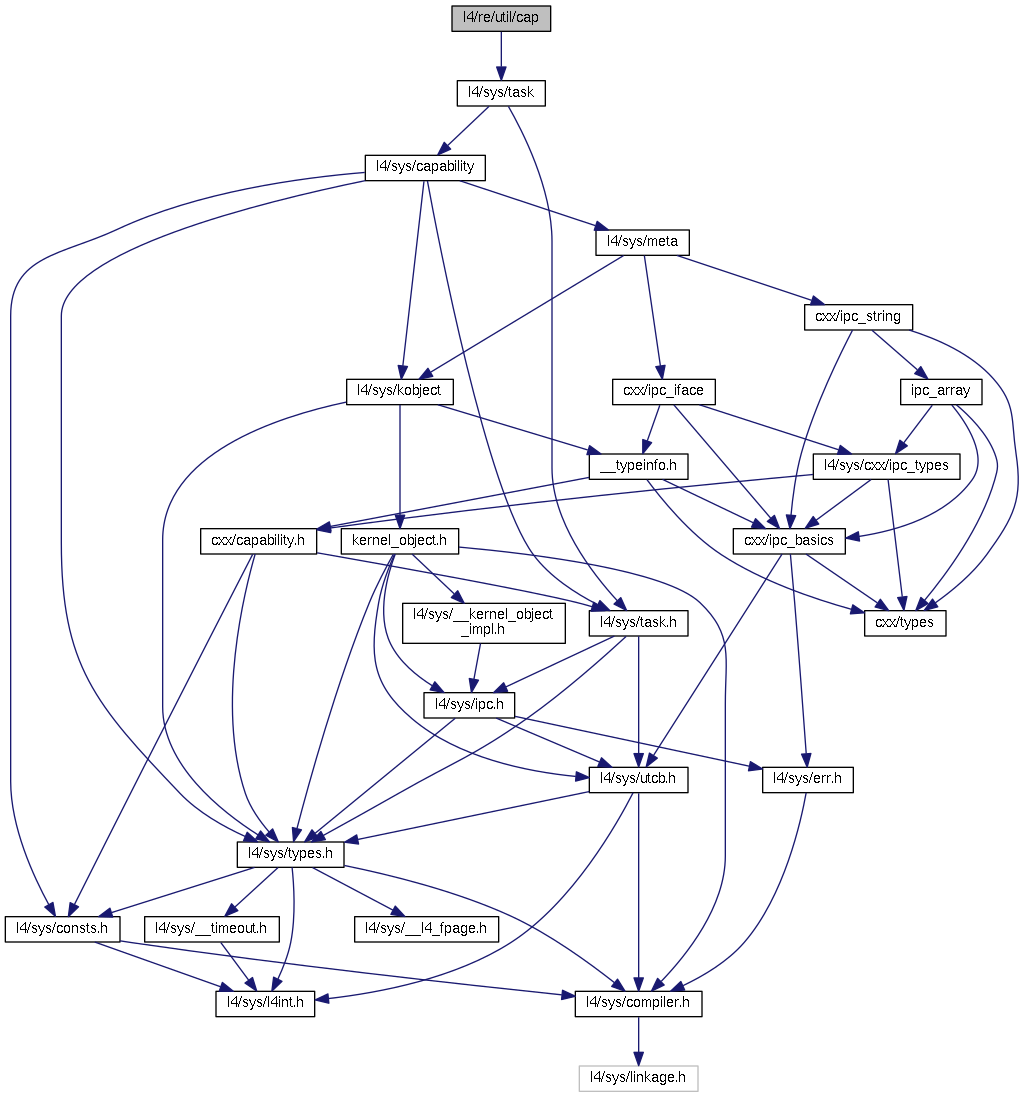 l4/re/util/cap
l4/sys/task
l4/sys/capability
l4/sys/meta
cxx/ipc_string
l4/sys/kobject
cxx/ipc_iface
ipc_array
__typeinfo.h
l4/sys/cxx/ipc_types
cxx/capability.h
kernel_object.h
cxx/ipc_basics
l4/sys/__kernel_object
_impl.h
l4/sys/task.h
cxx/types
l4/sys/ipc.h
l4/sys/utcb.h
l4/sys/err.h
l4/sys/types.h
l4/sys/consts.h
l4/sys/__timeout.h
l4/sys/__l4_fpage.h
l4/sys/l4int.h
l4/sys/compiler.h
l4/sys/linkage.h